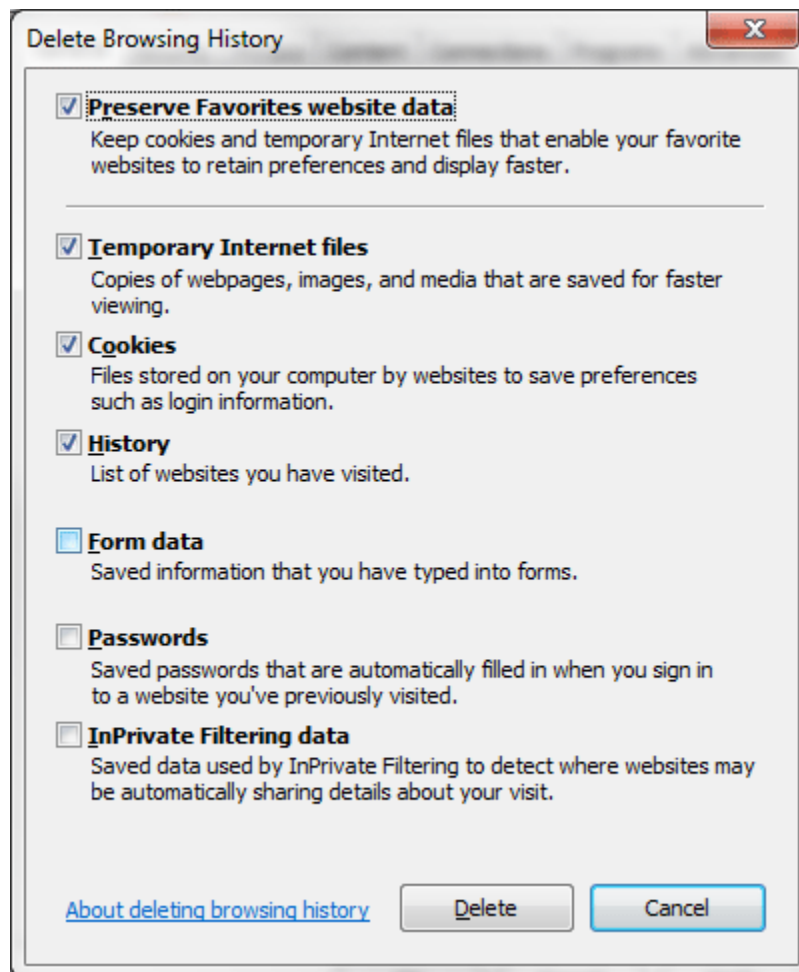 Delete Browsing History
Preserve Favorites website data
Keep cookies and temporary Internet files that enable your favorite
websites to retain preferences and display faster.
Temporary Internet files
Copies of webpages, images, and media that are saved for faster
viewing.
Cookies
Files stored on your computer by websites to save preferences
such as login information.
History
List of websites you have visited.
Form data
Saved information that you have typed into forms.
Passwords
Saved passwords that are automatically filled in when you sign in
to a website you've previously visited.
InPrivate Filtering data
Saved data used by InPrivate Filtering to detect where websites may
be automatically sharing details about your visit.
About deleting browsing history Delete Cancel